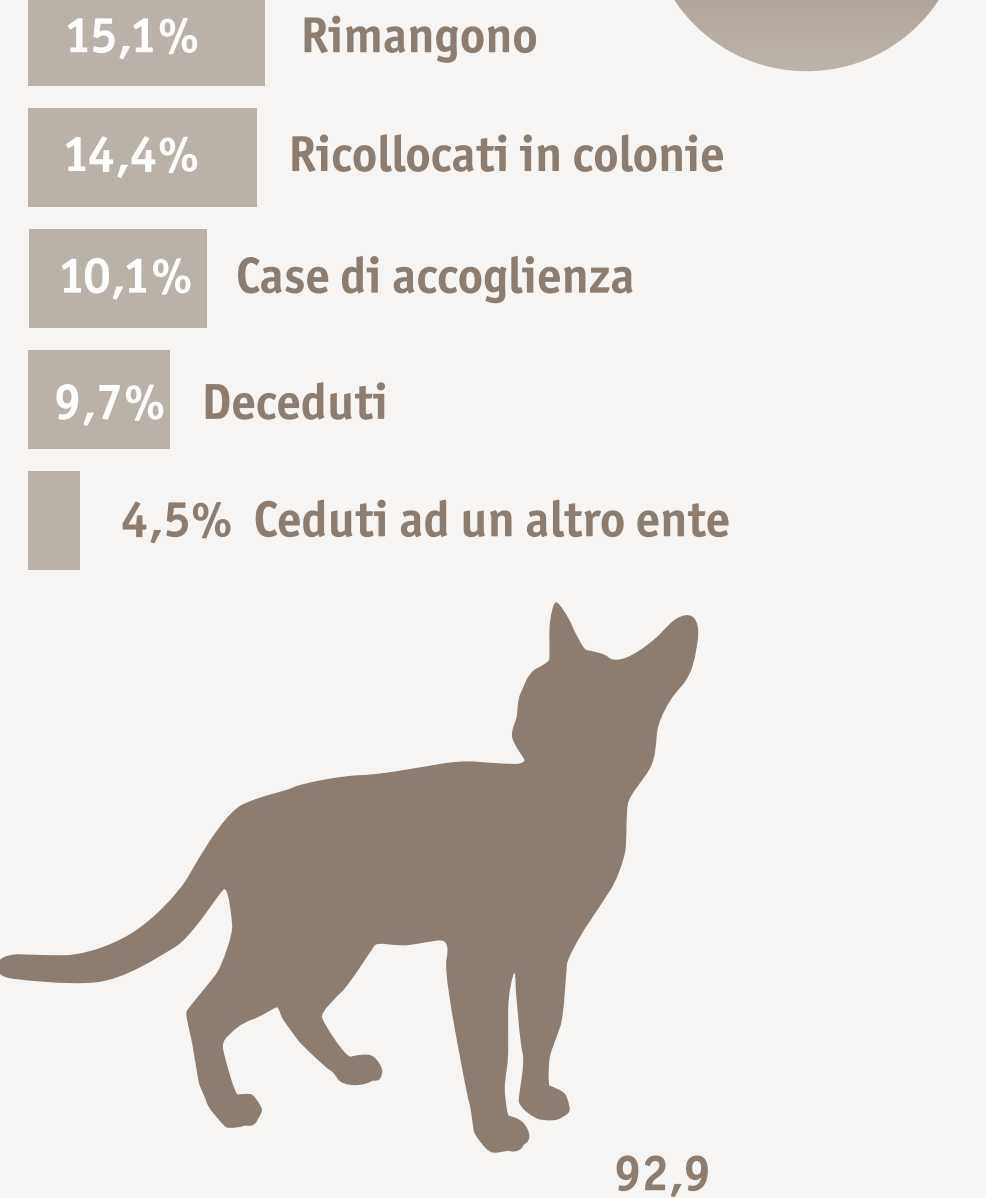 15,1% Rimangono
14,4% Ricollocati in colonie
10,1% Case di accoglienza
9,7% Deceduti
4,5% Ceduti ad un altro ente
92,9